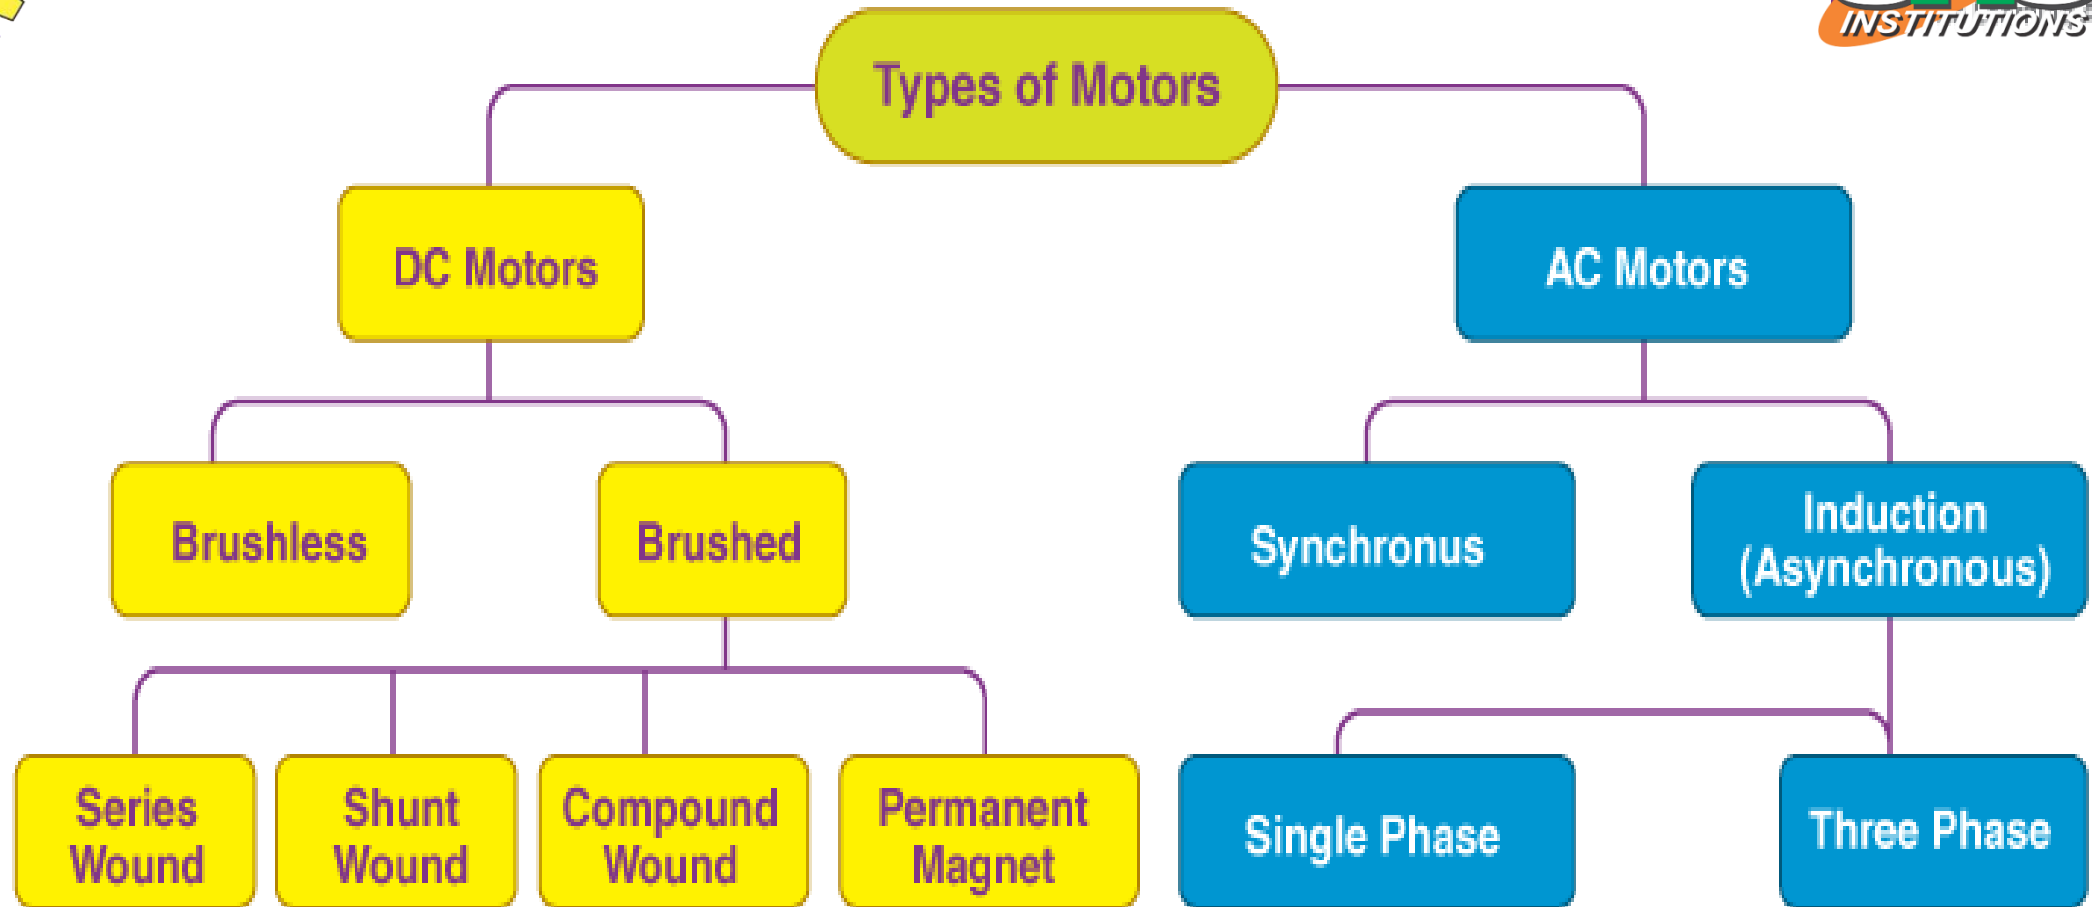 INSTITUTIONS
Types of Motors
DC Motors
AC Motors
Brushless
Brushed
Synchronus
Induction
(Asynchronous)
Series
Wound
Shunt
Wound
Compound
Wound
Permanent
Magnet
Single Phase
Three Phase